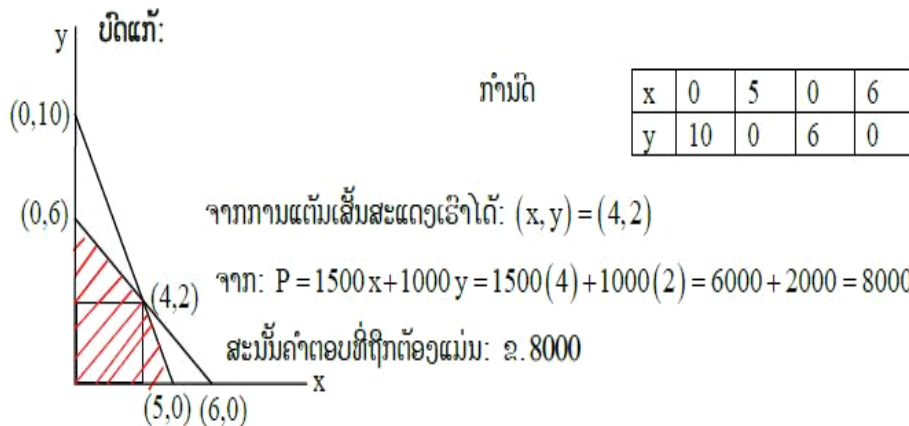 y ບົດແກ້:
ກຳນົດ
x 0 5 0 6
y 10 0 6 0
(0,10)
(0,6)
ຈາກການແຕ້ມເສັ້ນສະແດງເຮົາໄດ້: (x,y)=(4,2)
ຈາກ: P=1500x+1000y=1500(4)+1000(2)=6000+2000=8000
(4,2)
ສະນັ້ນຄຳຕອບທີ່ຖືກຕ້ອງແມ່ນ: ຂ.8000
x
(5,0) (6,0)